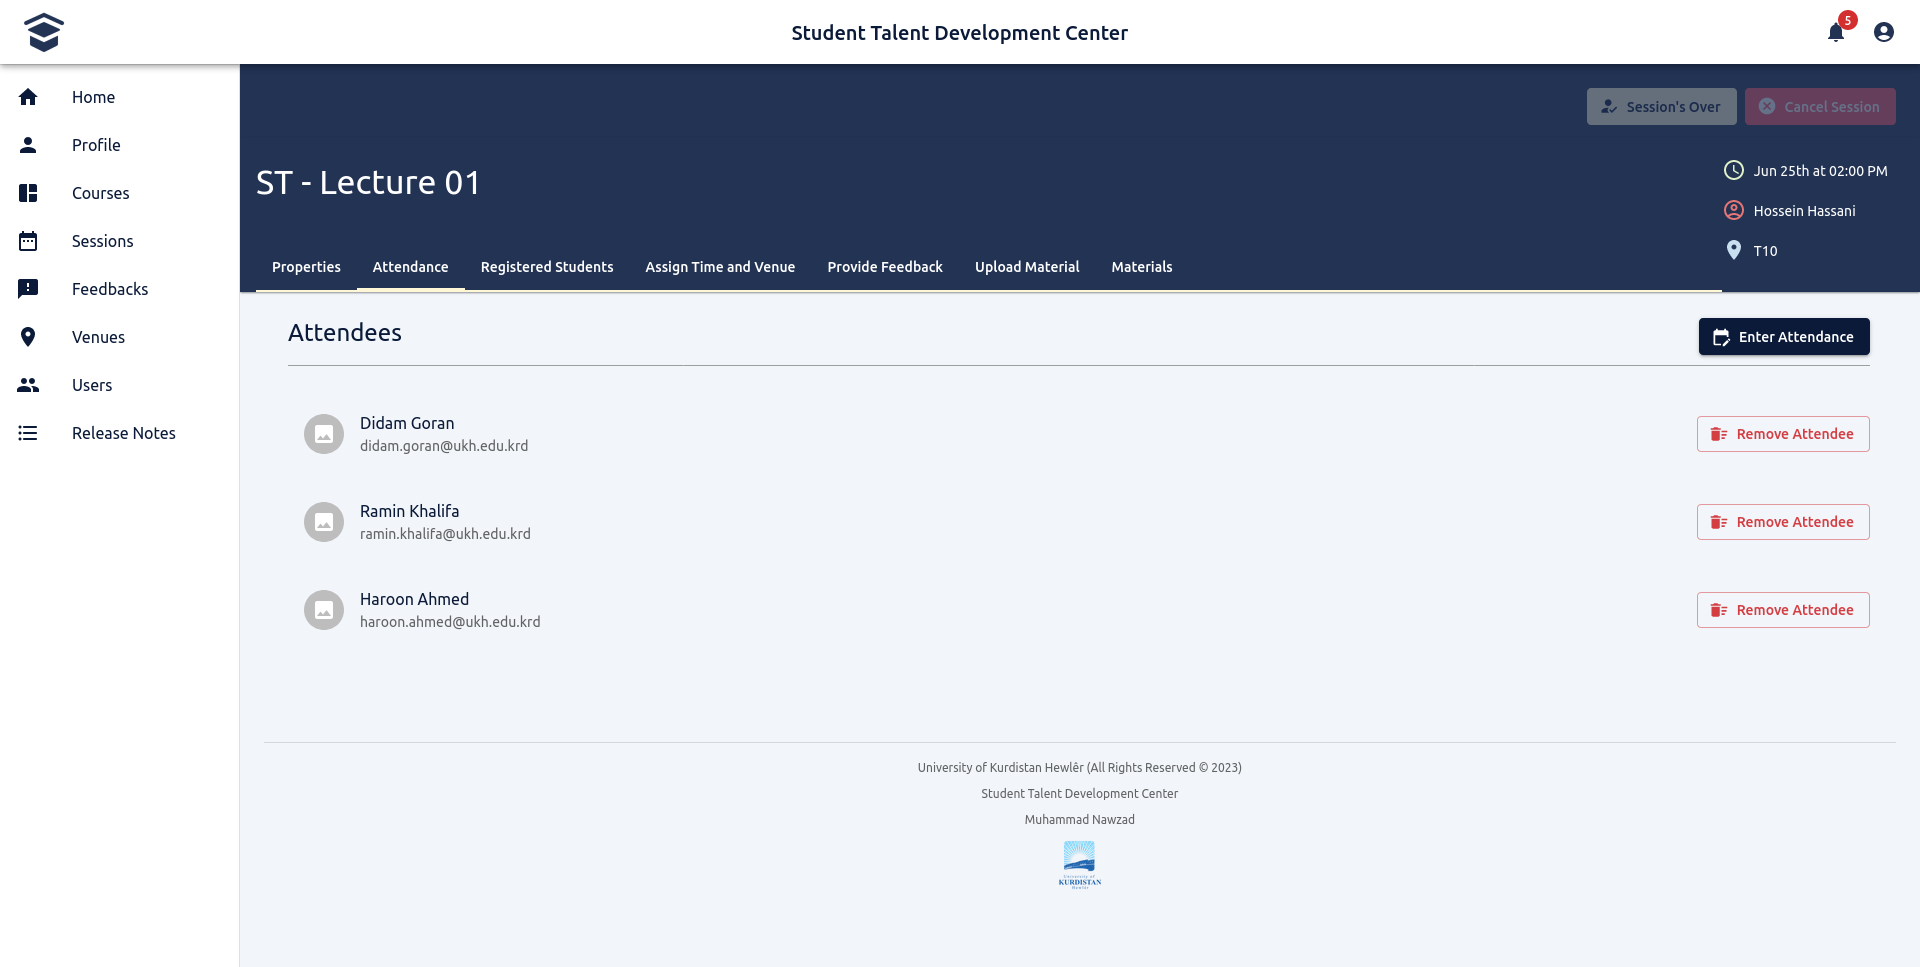 Student Talent Development Center
5
Home
Profile
Courses
Sessions
Feedbacks
Venues
Users
Release Notes
Session's Over
Cancel Session
ST - Lecture 01
Jun 25th at 02:00 PM
Hossein Hassani
T10
Properties
Attendance
Registered Students
Assign Time and Venue
Provide Feedback
Upload Material
Materials
Attendees
Enter Attendance
Didam Goran
didam.goran@ukh.edu.krd
Remove Attendee
Ramin Khalifa
ramin.khalifa@ukh.edu.krd
Remove Attendee
Haroon Ahmed
haroon.ahmed@ukh.edu.krd
Remove Attendee
University of Kurdistan Hewlêr (All Rights Reserved © 2023)
Student Talent Development Center
Muhammad Nawzad
University of
KURDISTAN
Hewlêr